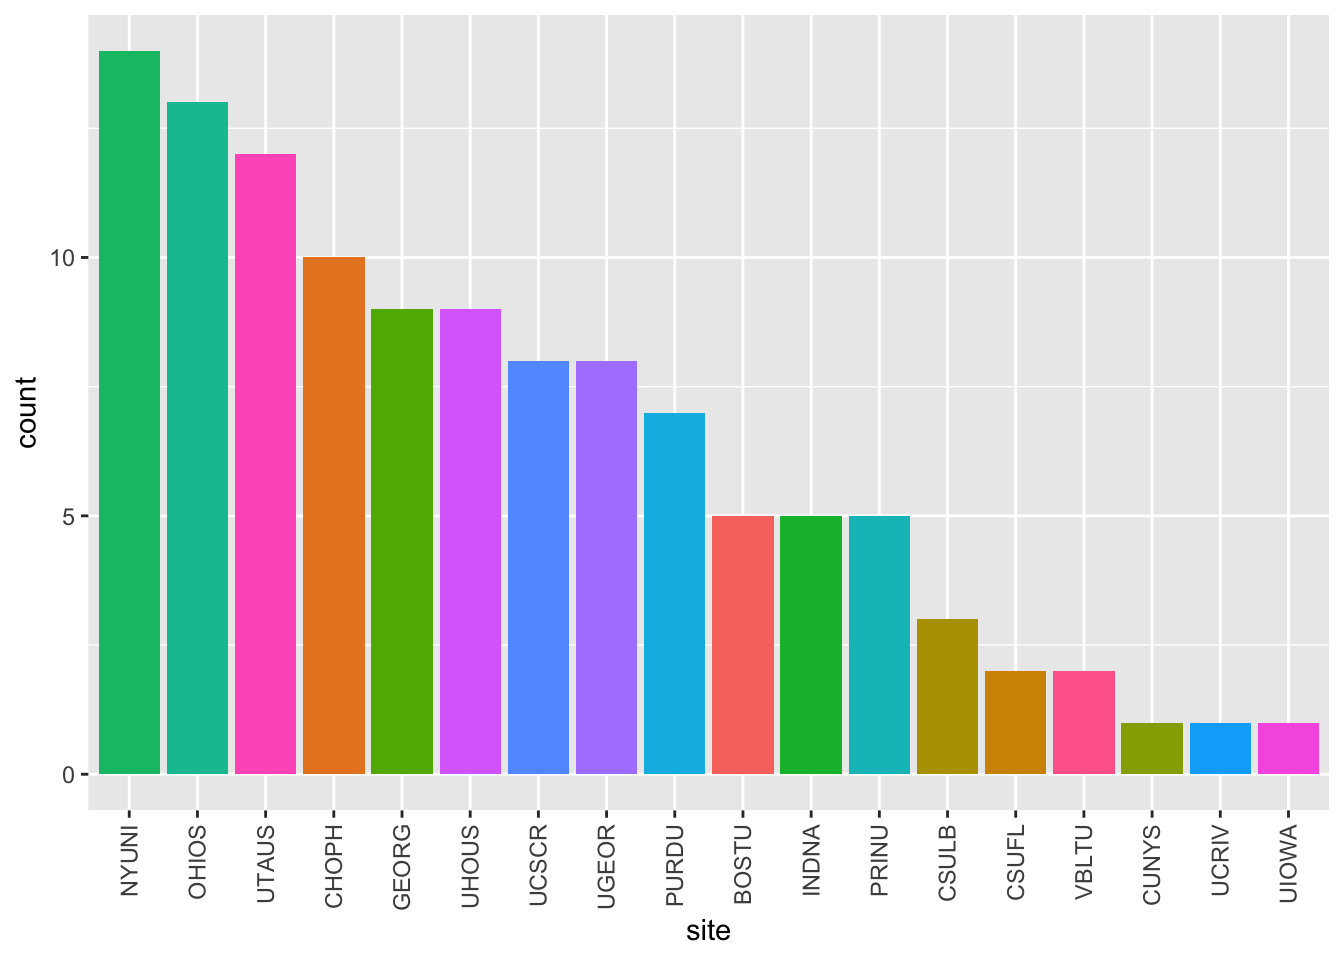 count
10
5
0
NYUNI
OHIOS
UTAUS
CHOPH
GEORG
UHOUS
UCSCR
UGEOR
PURDU
BOSTU
INDNA
PRINU
CSULB
CSUFL
VBLTU
CUNYS
UCRIV
UIOWA
site